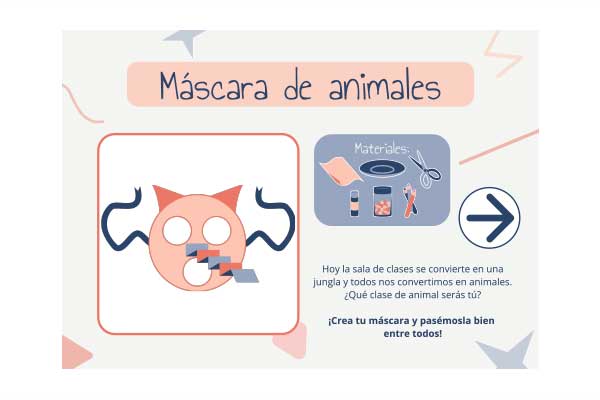 Máscara de animales
Materiales:
Hoy la sala de clases se convierte en una
jungla y todos nos convertimos en animales.
¿Qué clase de animal serás tú?
¡Crea tu máscara y pasémosla bien
entre todos!